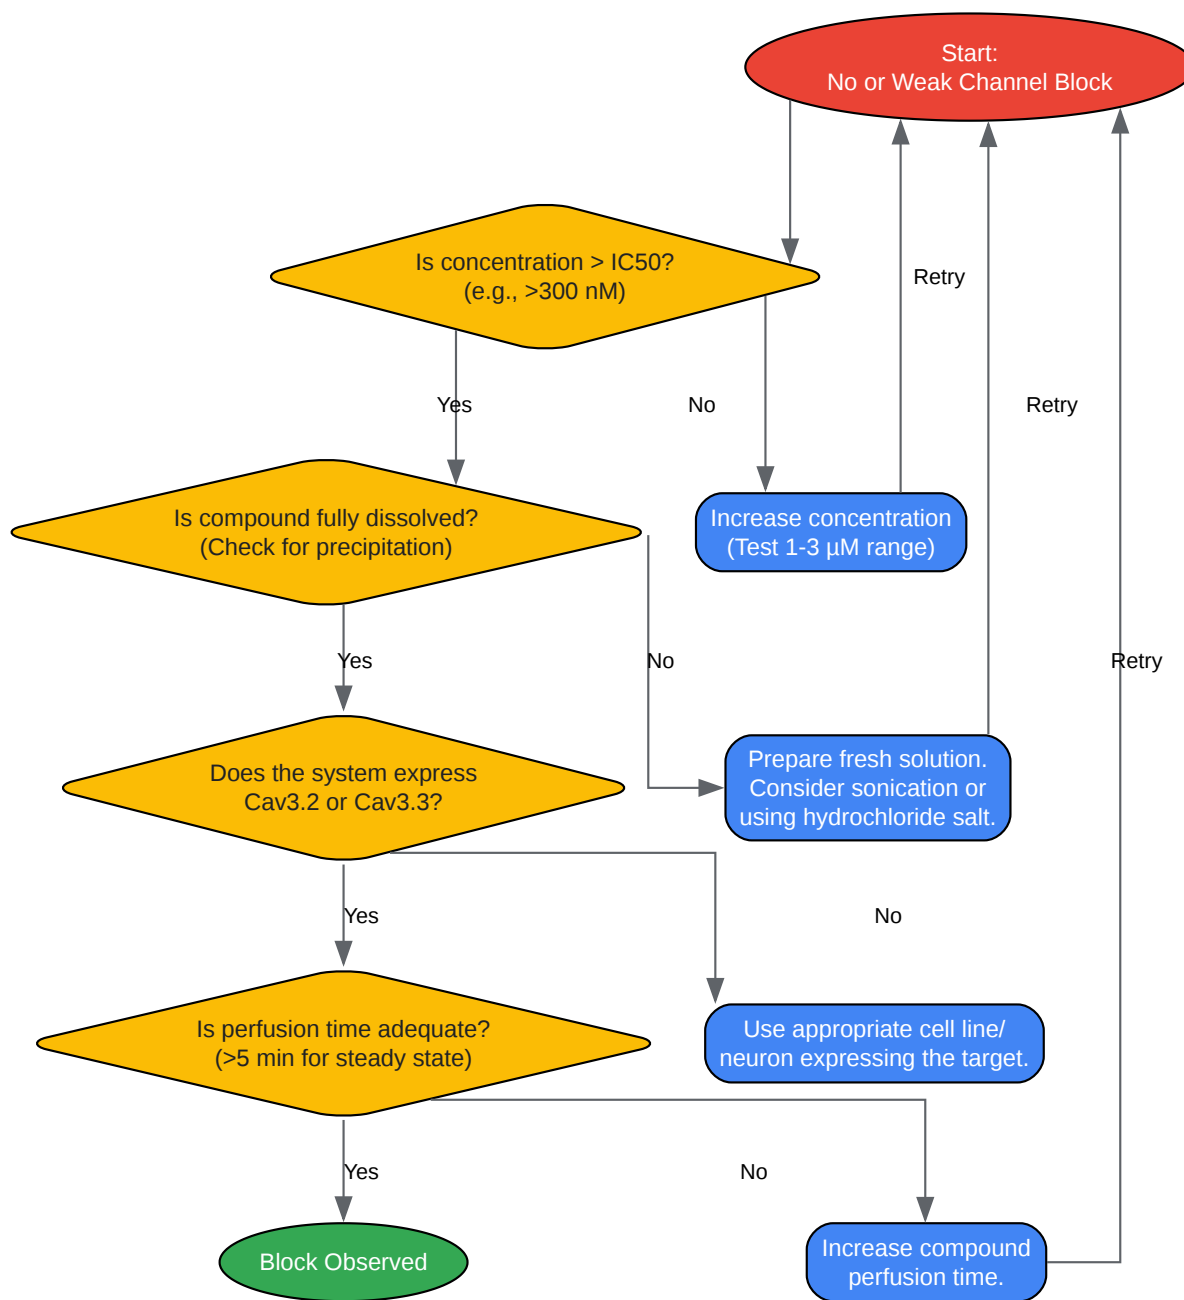 Start:
No or Weak Channel Block
Is concentration > IC50?
(e.g., >300 nM)
Retry
Yes
No
Retry
Is compound fully dissolved?
(Check for precipitation)
Increase concentration
(Test 1-3 µM range)
Yes
No
Retry
Does the system express
Cav3.2 or Cav3.3?
Prepare fresh solution.
Consider sonication or
using hydrochloride salt.
Yes
No
Is perfusion time adequate?
(>5 min for steady state)
Use appropriate cell line/
neuron expressing the target.
Yes
No
Block Observed
Increase compound
perfusion time.